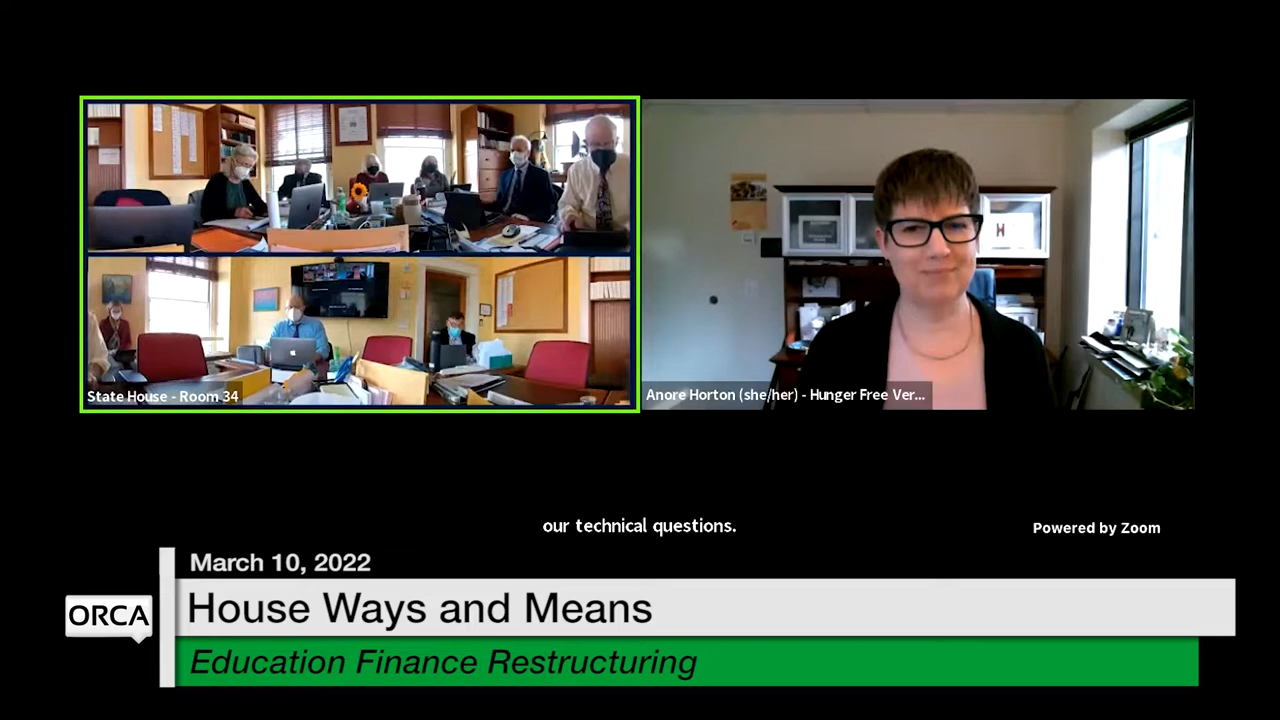 State House - Room 34
Anore Horton (she/her) - Hunger Free Ver...
H
our technical questions.
Powered by Zoom
March 10, 2022
ORCA
House Ways and Means
Education Finance Restructuring